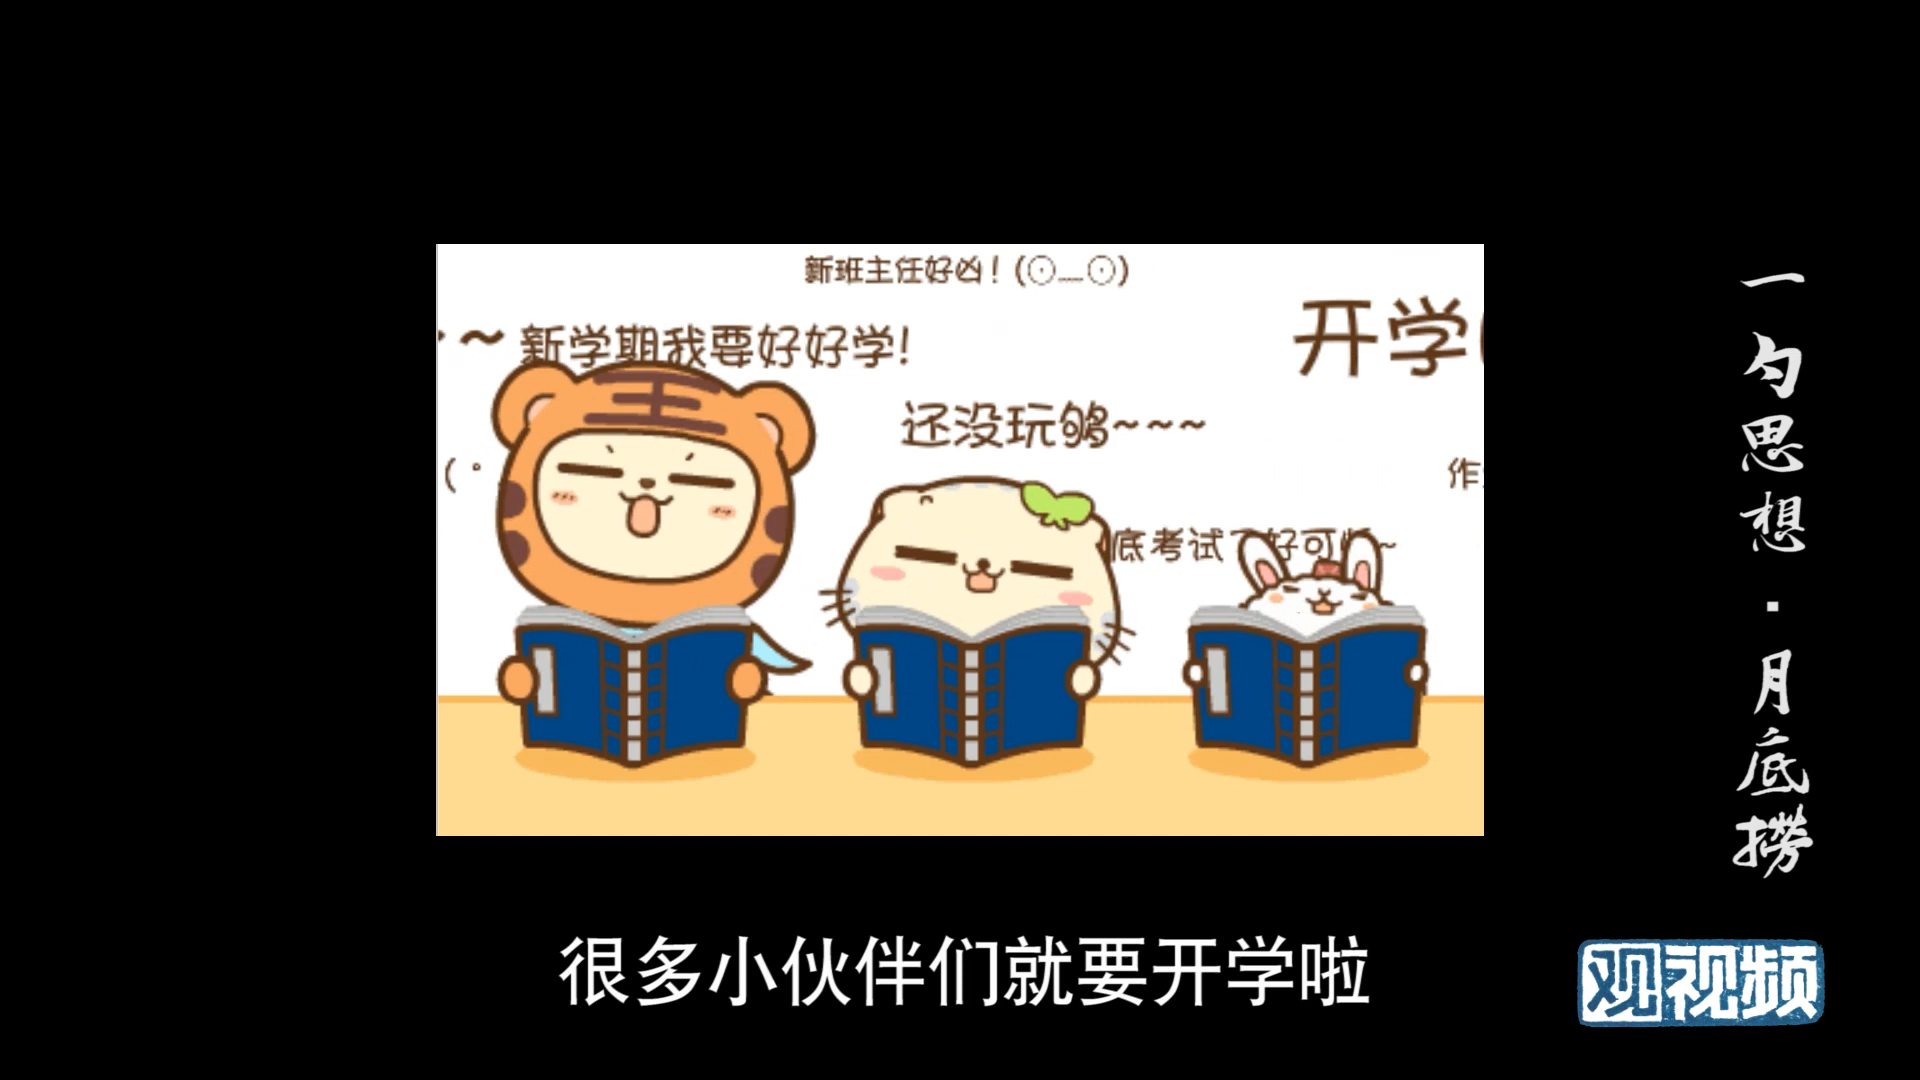 新班主任好凶！(⊙﹏⊙)
~新学期我要好好学！
开学
还没玩够~~~
作
底考试了好可怕~
很多小伙伴们就要开学啦
一勺思想·月底捞
观视频